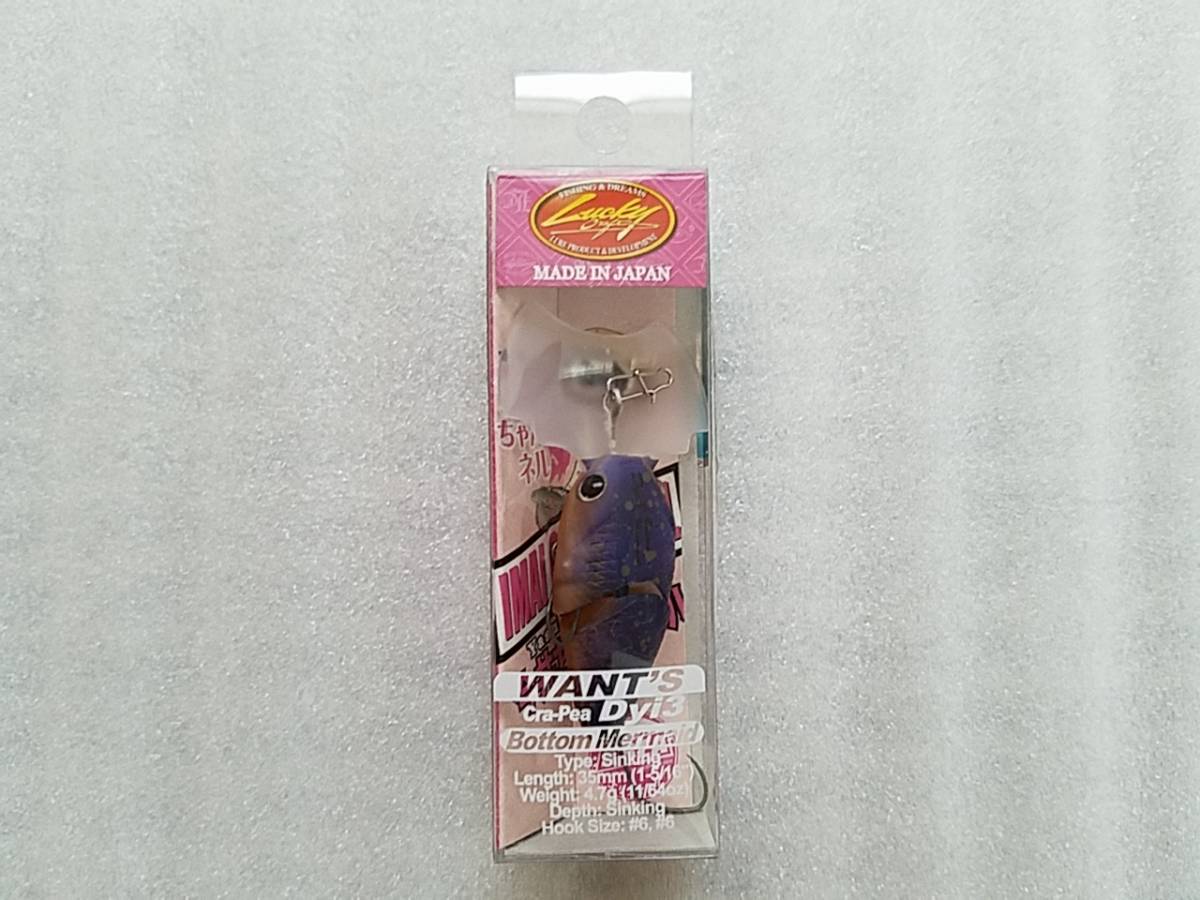 FISHING & DREAMS
Lucky
Craft
LURE PRODUCT & DEVELOPMENT
MADE IN JAPAN
ちゃん
ネル
IMAI
WANT'S
Cra-Pea Dyi3
Bottom Mermaid
Type: Sinking
Length: 35mm (1-5/16")
Weight: 4.7g (11/64oz)
Depth: Sinking
Hook Size: #6, #6